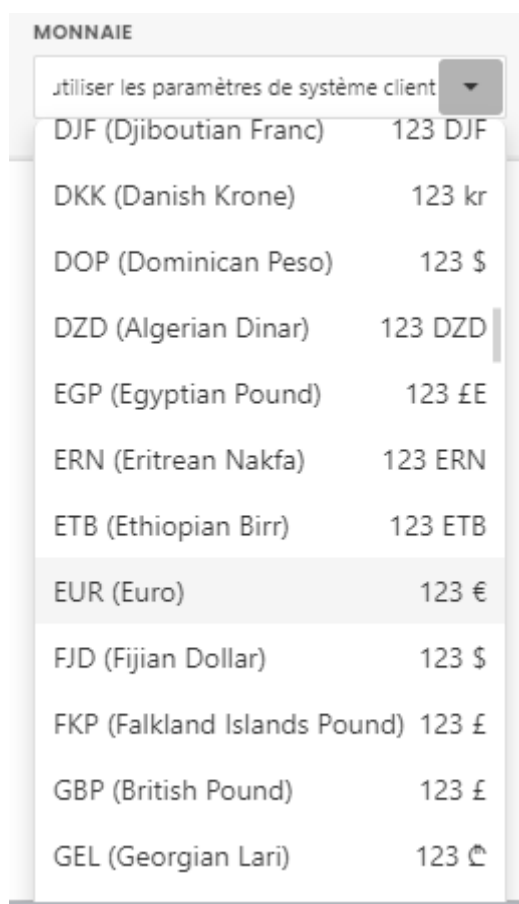 MONNAIE
utiliser les paramètres de système client
DJF (Djiboutian Franc) 123 DJF
DKK (Danish Krone) 123 kr
DOP (Dominican Peso) 123 $
DZD (Algerian Dinar) 123 DZD
EGP (Egyptian Pound) 123 £E
ERN (Eritrean Nakfa) 123 ERN
ETB (Ethiopian Birr) 123 ETB
EUR (Euro) 123 €
FJD (Fijian Dollar) 123 $
FKP (Falkland Islands Pound) 123 £
GBP (British Pound) 123 £
GEL (Georgian Lari) 123 ₾